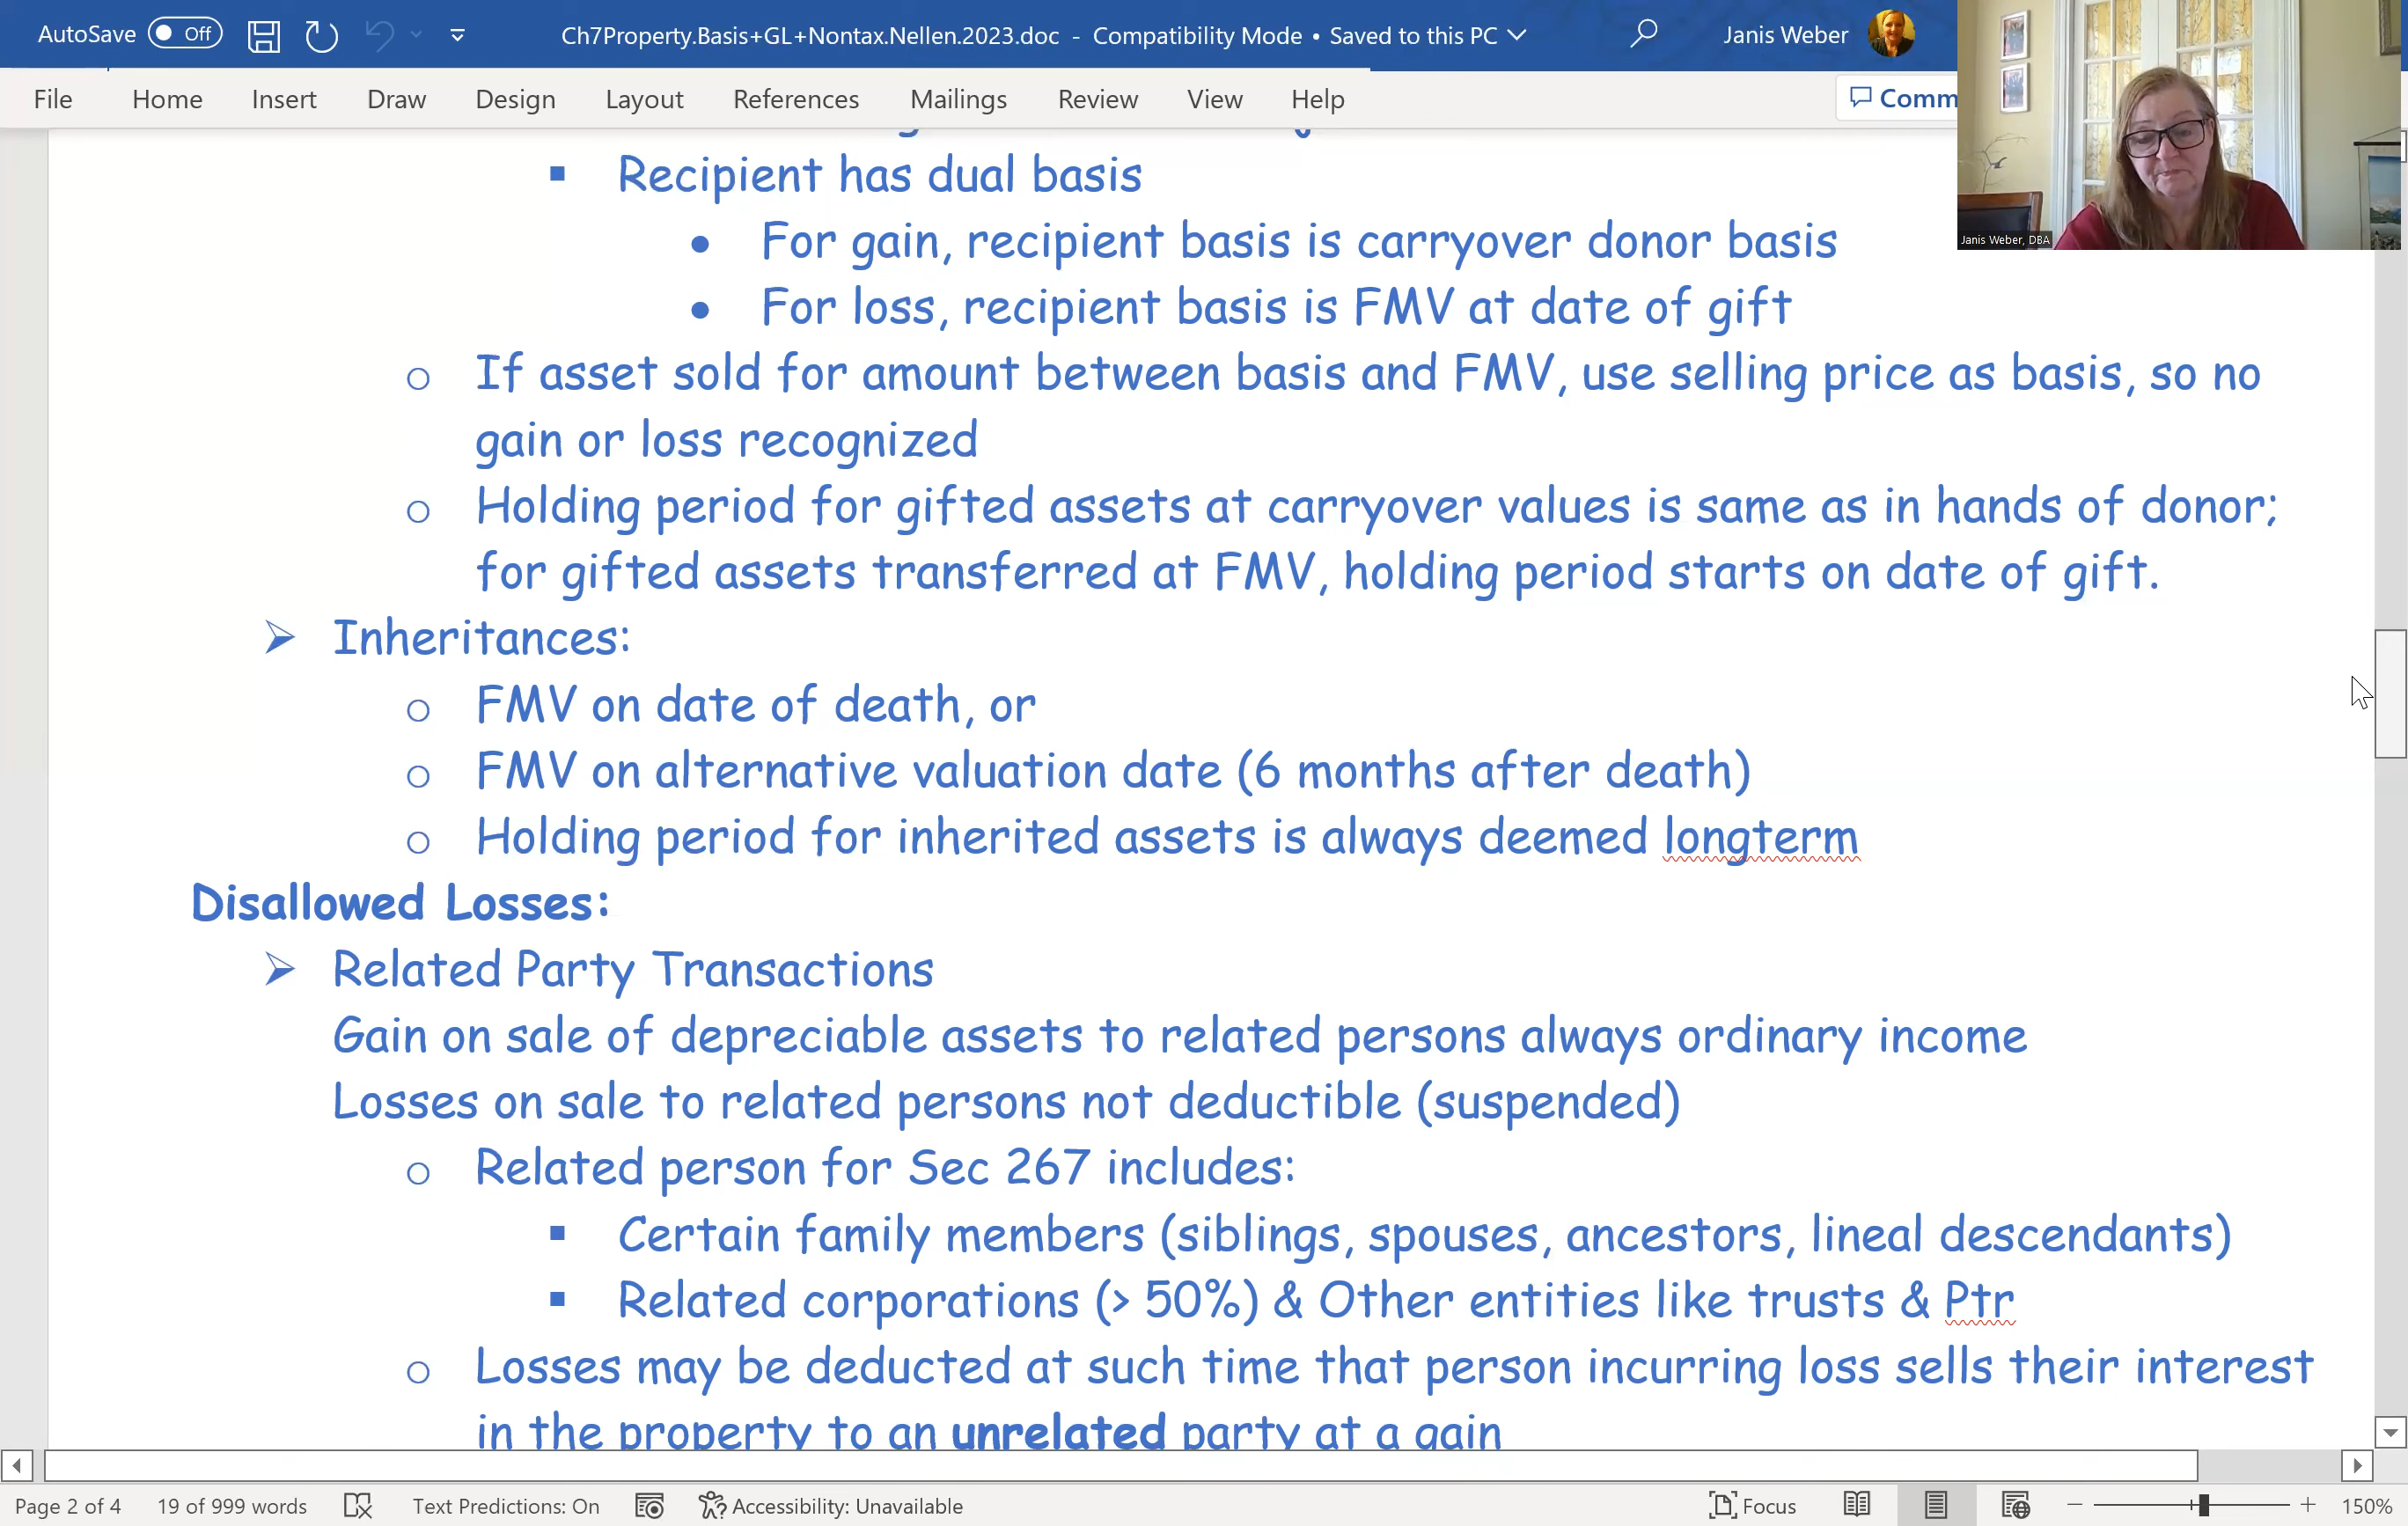 AutoSave Off Ch7Property.Basis+GL+Nontax.Nellen.2023.doc - Compatibility Mode • Saved to this PC Janis Weber
File Home Insert Draw Design Layout References Mailings Review View Help Comm
Janis Weber, DBA
▪ Recipient has dual basis
• For gain, recipient basis is carryover donor basis
• For loss, recipient basis is FMV at date of gift
o If asset sold for amount between basis and FMV, use selling price as basis, so no
gain or loss recognized
o Holding period for gifted assets at carryover values is same as in hands of donor;
for gifted assets transferred at FMV, holding period starts on date of gift.
➢ Inheritances:
o FMV on date of death, or
o FMV on alternative valuation date (6 months after death)
o Holding period for inherited assets is always deemed longterm
Disallowed Losses:
➢ Related Party Transactions
Gain on sale of depreciable assets to related persons always ordinary income
Losses on sale to related persons not deductible (suspended)
o Related person for Sec 267 includes:
▪ Certain family members (siblings, spouses, ancestors, lineal descendants)
▪ Related corporations (> 50%) & Other entities like trusts & Ptr
o Losses may be deducted at such time that person incurring loss sells their interest
in the property to an unrelated party at a gain
Page 2 of 4 19 of 999 words Text Predictions: On Accessibility: Unavailable Focus 150%